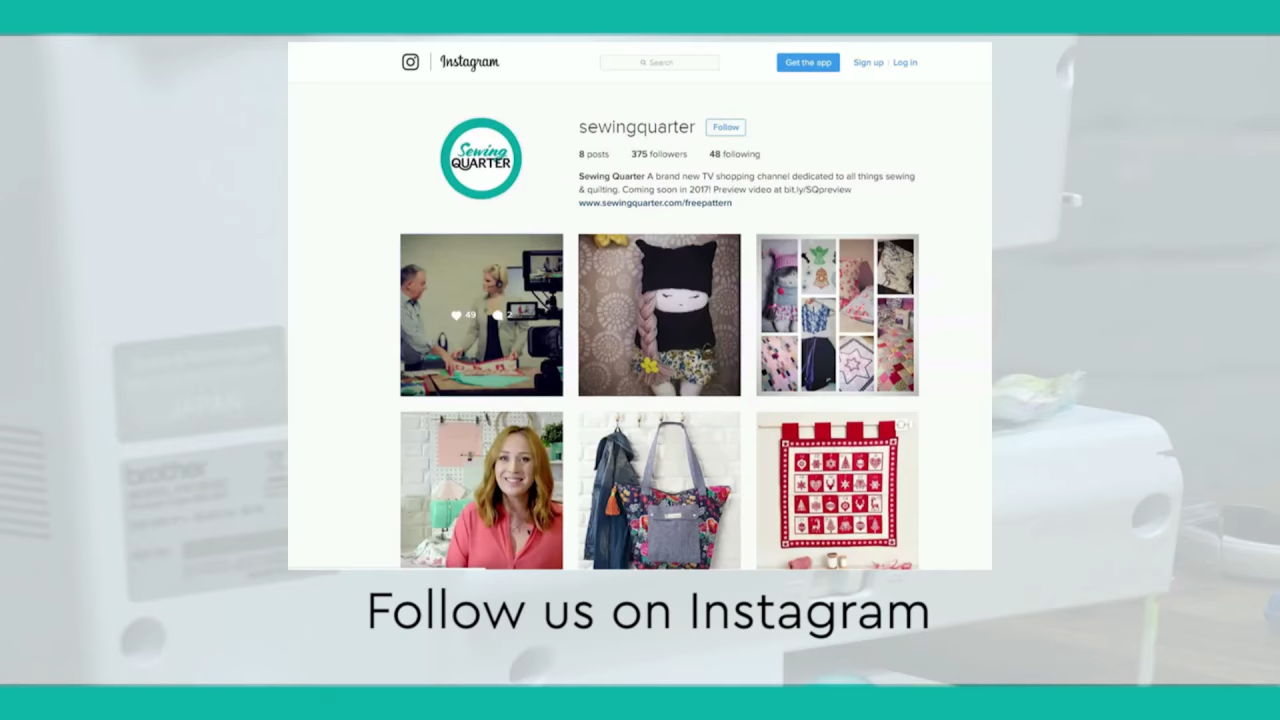 Instagram
Search
Get the app
Sign up
Log in
Sewing
QUARTER
sewingquarter
Follow
8 posts
375 followers
48 following
Sewing Quarter A brand new TV shopping channel dedicated to all things sewing
& quilting. Coming soon in 2017! Preview video at bit.ly/SQpreview
www.sewingquarter.com/freepattern
49
2
Follow us on Instagram